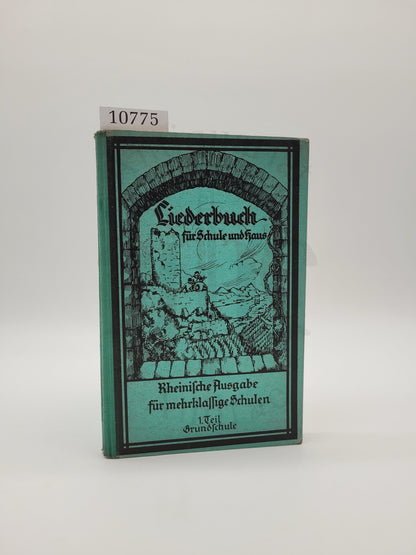 10775
Liederbuch
für Schule und Haus
Rheinische Ausgabe
für mehrklassige Schulen
1. Teil
Grundschule